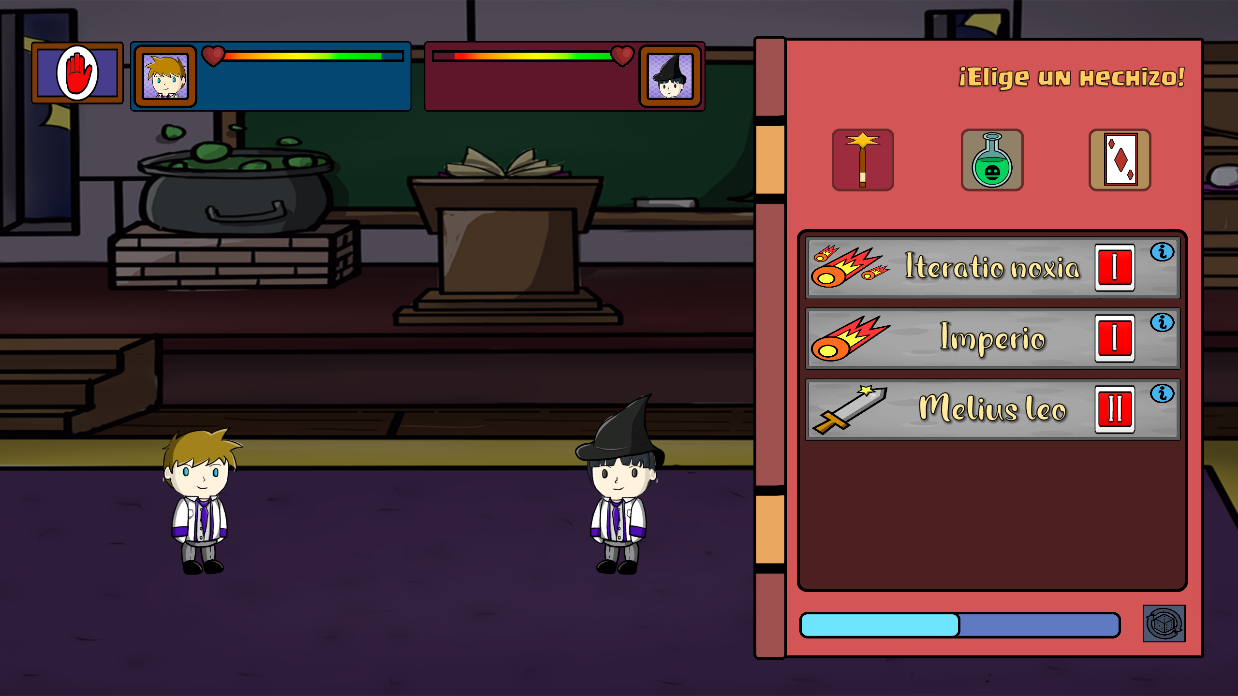 ¡Elige un hechizo!
Iteratio noxia I
Imperio I
Melius leo II